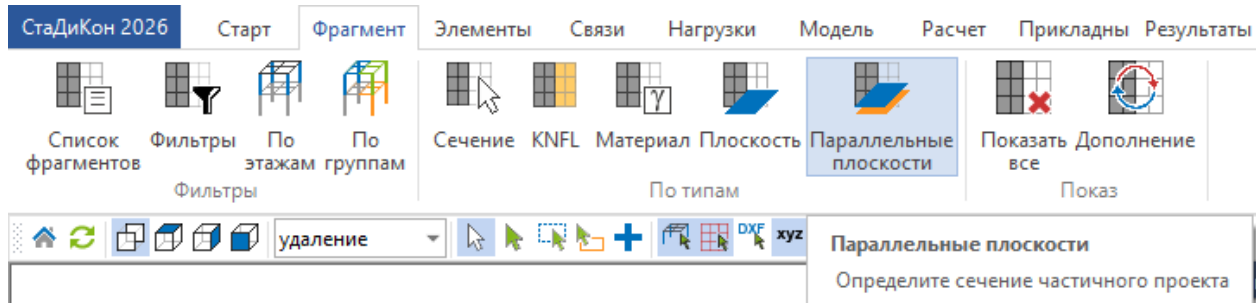 СтаДиКон 2026 Старт Фрагмент Элементы Связи Нагрузки Модель Расчет Прикладны Результаты
Список фрагментов Фильтры По этажам По группам Сечение KNFL Материал Плоскость Параллельные плоскости Показать все Дополнение
Фильтры По типам Показ
удаление DXF xyz
Параллельные плоскости
Определите сечение частичного проекта